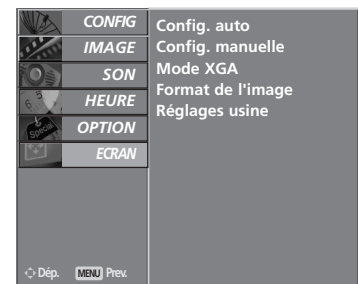 CONFIG
IMAGE
SON
HEURE
OPTION
ECRAN
Config. auto
Config. manuelle
Mode XGA
Format de l'image
Réglages usine
Dép. MENU Prev.